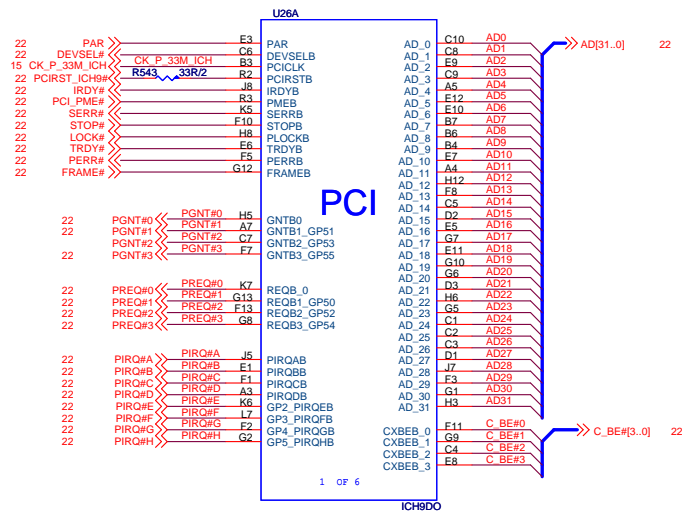 U26A
22 PAR E3 PAR AD_0 C10 AD0 AD[31..0] 22
22 DEVSEL# C6 DEVSELB AD_1 C8 AD1
15 CK_P_33M_ICH CK_P_33M_ICH B3 PCICLK AD_2 E9 AD2
22 PCIRST_ICH9# R543 33R/2 R2 PCIRSTB AD_3 C9 AD3
22 IRDY# J8 IRDYB AD_4 A5 AD4
22 PCI_PME# R3 PMEB AD_5 E12 AD5
22 SERR# K5 SERRB AD_6 E10 AD6
22 STOP# F10 STOPB AD_7 B7 AD7
22 LOCK# H8 PLOCKB AD_8 B6 AD8
22 TRDY# E6 TRDYB AD_9 B4 AD9
22 PERR# F5 PERRB AD_10 E7 AD10
22 FRAME# G12 FRAMEB AD_11 A4 AD11
AD_12 H12 AD12
AD_13 F8 AD13
PCI
AD_14 C5 AD14
22 PGNT#0 PGNT#0 H5 GNTB0 AD_15 D2 AD15
22 PGNT#1 PGNT#1 A7 GNTB1_GP51 AD_16 E5 AD16
PGNT#2 PGNT#2 C7 GNTB2_GP53 AD_17 G7 AD17
22 PGNT#3 PGNT#3 F7 GNTB3_GP55 AD_18 E11 AD18
AD_19 G10 AD19
AD_20 G6 AD20
22 PREQ#0 PREQ#0 K7 REQB_0 AD_21 D3 AD21
22 PREQ#1 PREQ#1 G13 REQB1_GP50 AD_22 H6 AD22
22 PREQ#2 PREQ#2 F13 REQB2_GP52 AD_23 G5 AD23
22 PREQ#3 PREQ#3 G8 REQB3_GP54 AD_24 C1 AD24
AD_25 C2 AD25
AD_26 C3 AD26
22 PIRQ#A PIRQ#A J5 PIRQAB AD_27 D1 AD27
22 PIRQ#B PIRQ#B E1 PIRQBB AD_28 J7 AD28
22 PIRQ#C PIRQ#C F1 PIRQCB AD_29 F3 AD29
22 PIRQ#D PIRQ#D A3 PIRQDB AD_30 G1 AD30
22 PIRQ#E PIRQ#E K6 GP2_PIRQEB AD_31 H3 AD31
22 PIRQ#F PIRQ#F L7 GP3_PIRQFB
22 PIRQ#G PIRQ#G F2 GP4_PIRQGB CXBEB_0 F11 C_BE#0 C_BE#[3..0] 22
22 PIRQ#H PIRQ#H G2 GP5_PIRQHB CXBEB_1 G9 C_BE#1
CXBEB_2 C4 C_BE#2
CXBEB_3 E8 C_BE#3
1 OF 6
ICH9DO